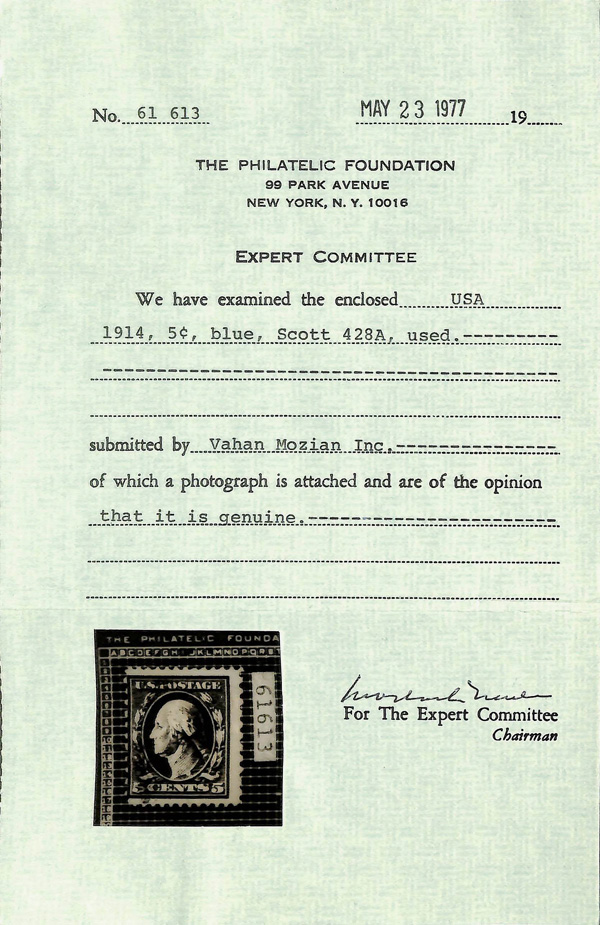 No. 61 613
MAY 23 1977 19
THE PHILATELIC FOUNDATION
99 PARK AVENUE
NEW YORK, N. Y. 10016
EXPERT COMMITTEE
We have examined the enclosed USA
1914, 5¢, blue, Scott 428A, used.
submitted by Vahan Mozian Inc.
of which a photograph is attached and are of the opinion
that it is genuine.
THE PHILATELIC FOUNDA
ABCDEFGH IJKLMNOPQRST
U.S. POSTAGE
61613
5 CENTS 5
For The Expert Committee
Chairman